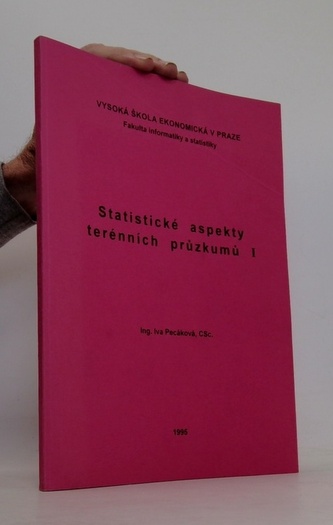 VYSOKÁ ŠKOLA EKONOMICKÁ V PRAZE
Fakulta informatiky a statistiky
Statistické aspekty
terénních průzkumů I
Ing. Iva Pecáková, CSc.
1995